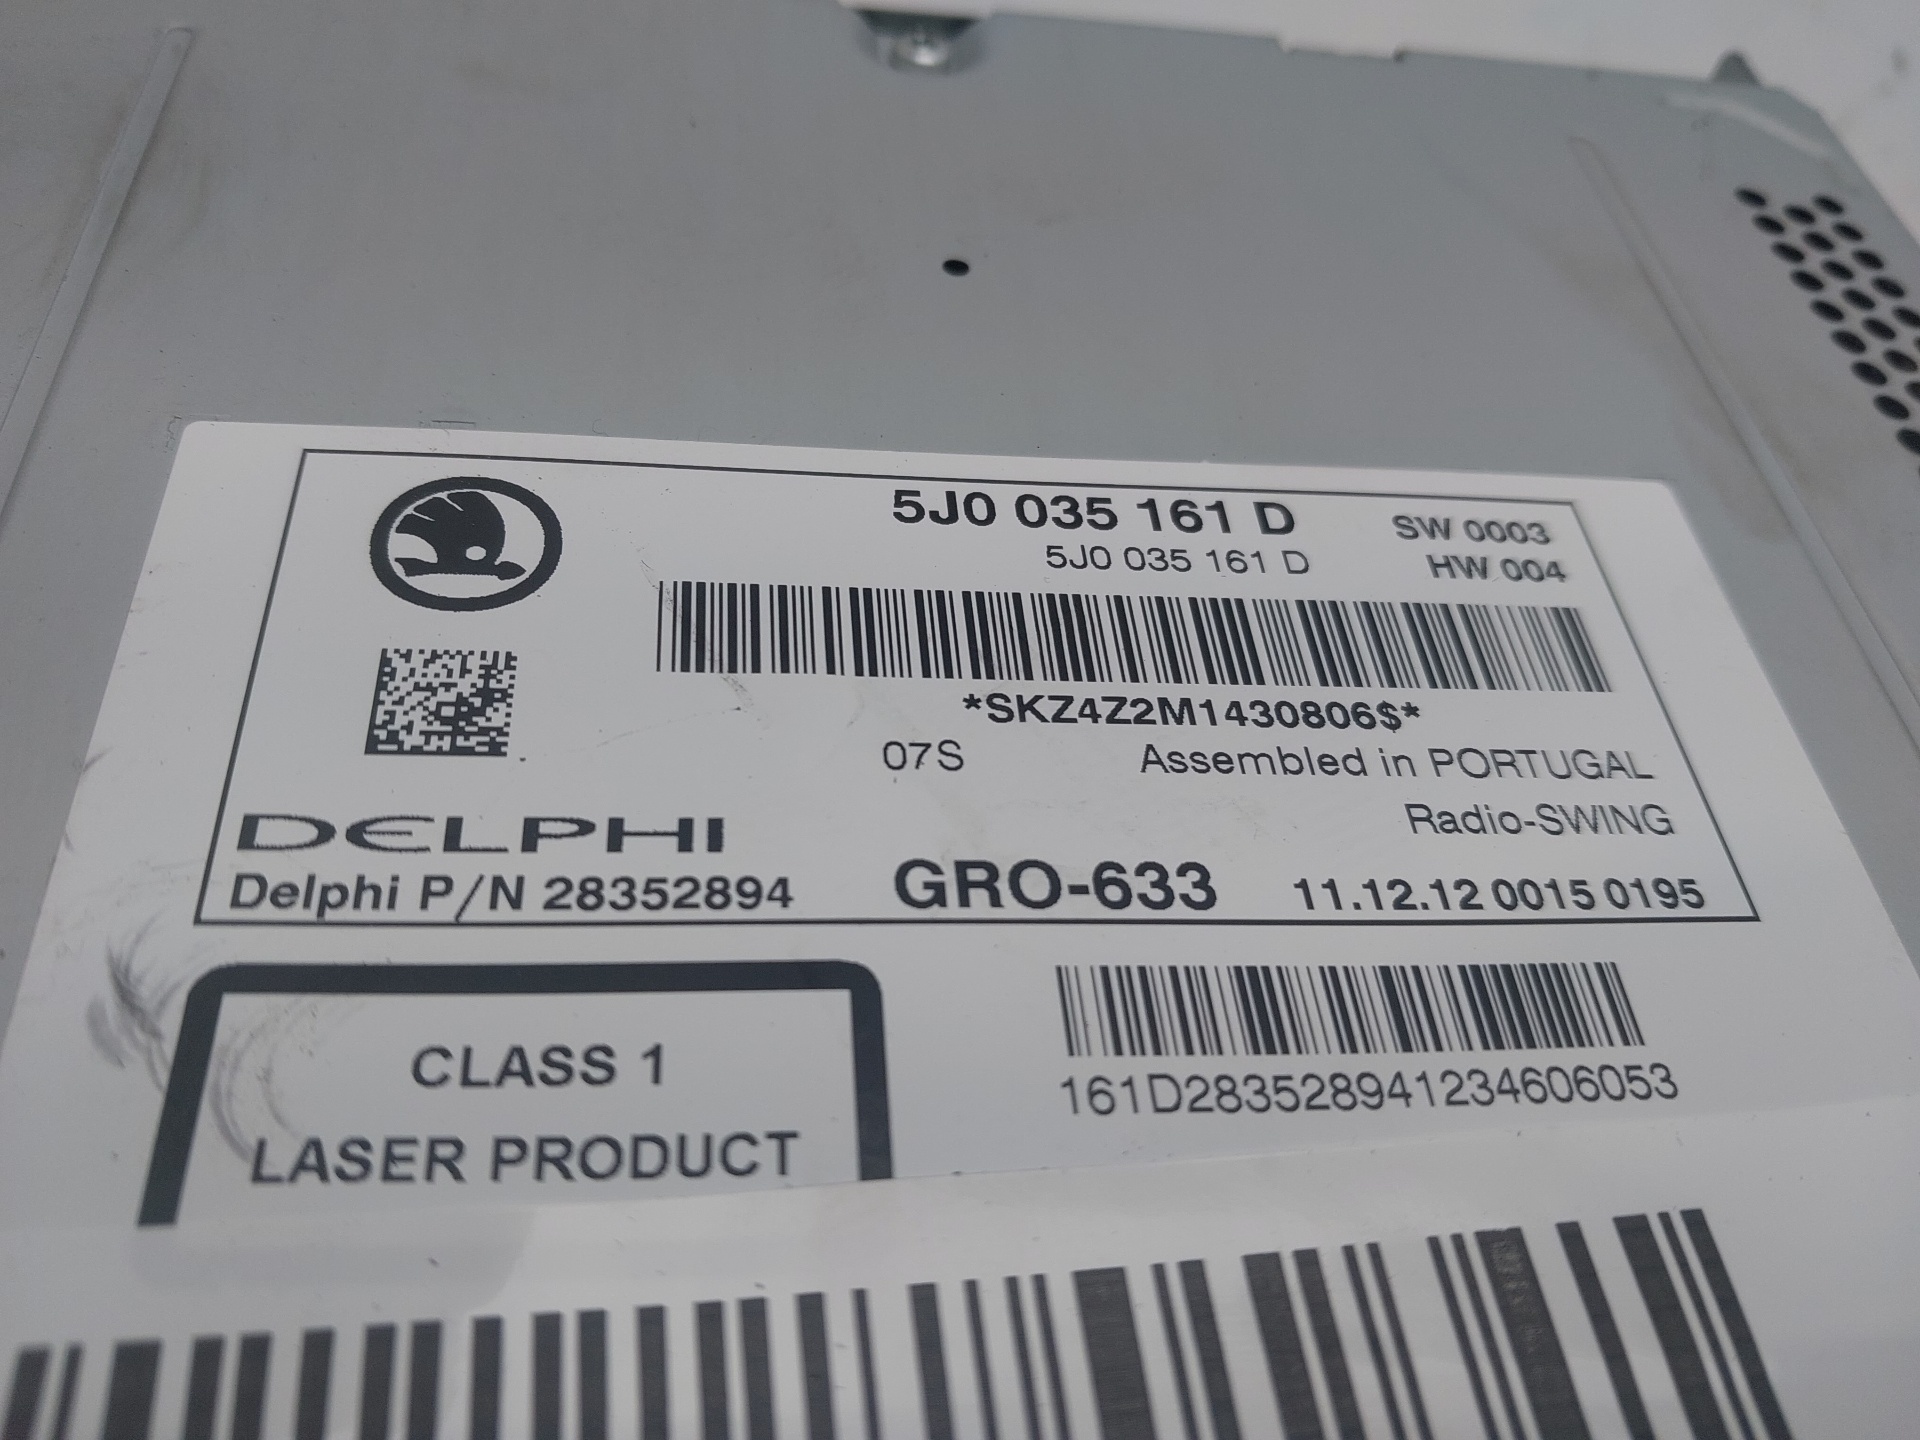 5J0 035 161 D
SW 0003
5J0 035 161 D
HW 004
*SKZ4Z2M1430806$*
07S
Assembled in PORTUGAL
Radio-SWING
DELPHI
Delphi P/N 28352894
GRO-633
11.12.12 0015 0195
CLASS 1
LASER PRODUCT
161D283528941234606053